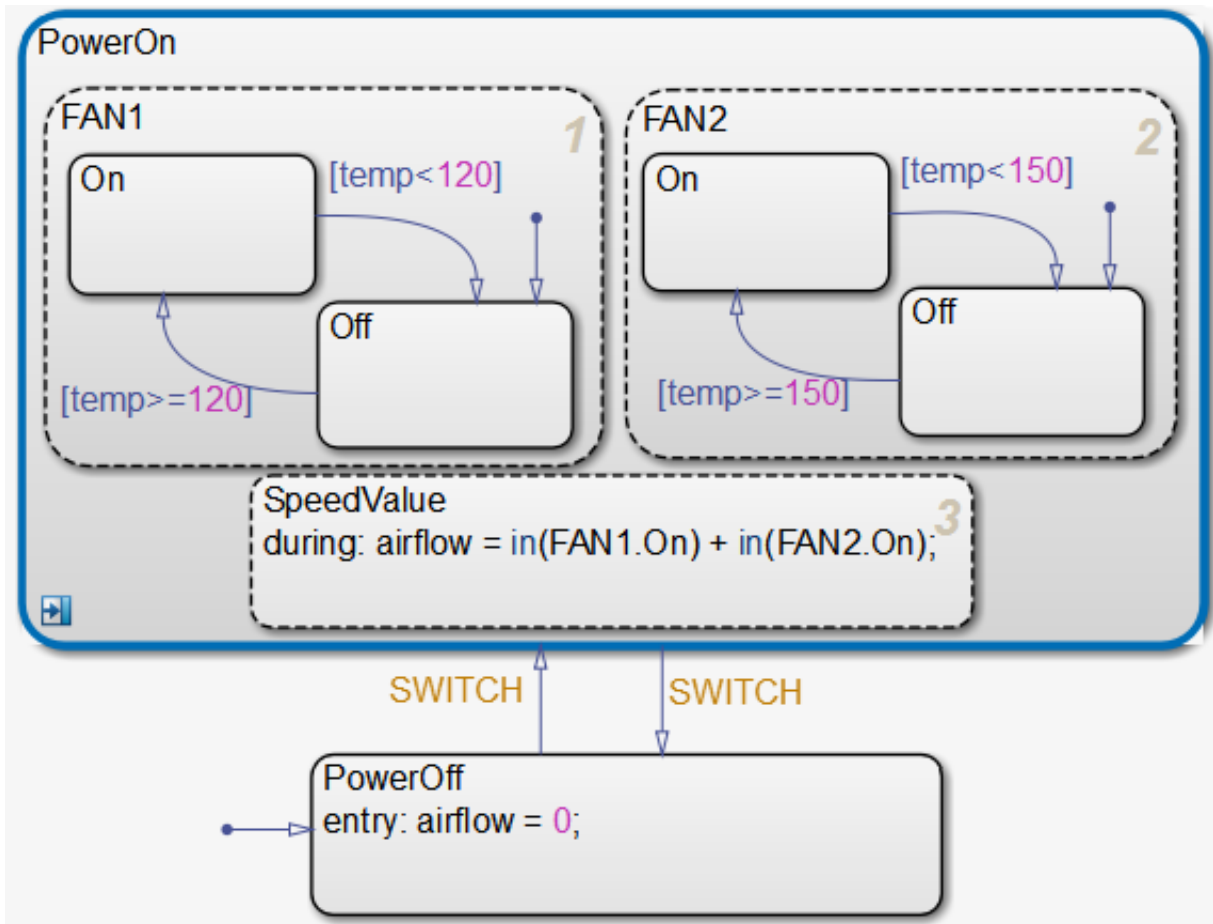 PowerOn
FAN1
1
On
[temp<120]
Off
[temp>=120]
FAN2
2
On
[temp<150]
Off
[temp>=150]
SpeedValue
3
during: airflow = in(FAN1.On) + in(FAN2.On);
SWITCH
SWITCH
PowerOff
entry: airflow = 0;